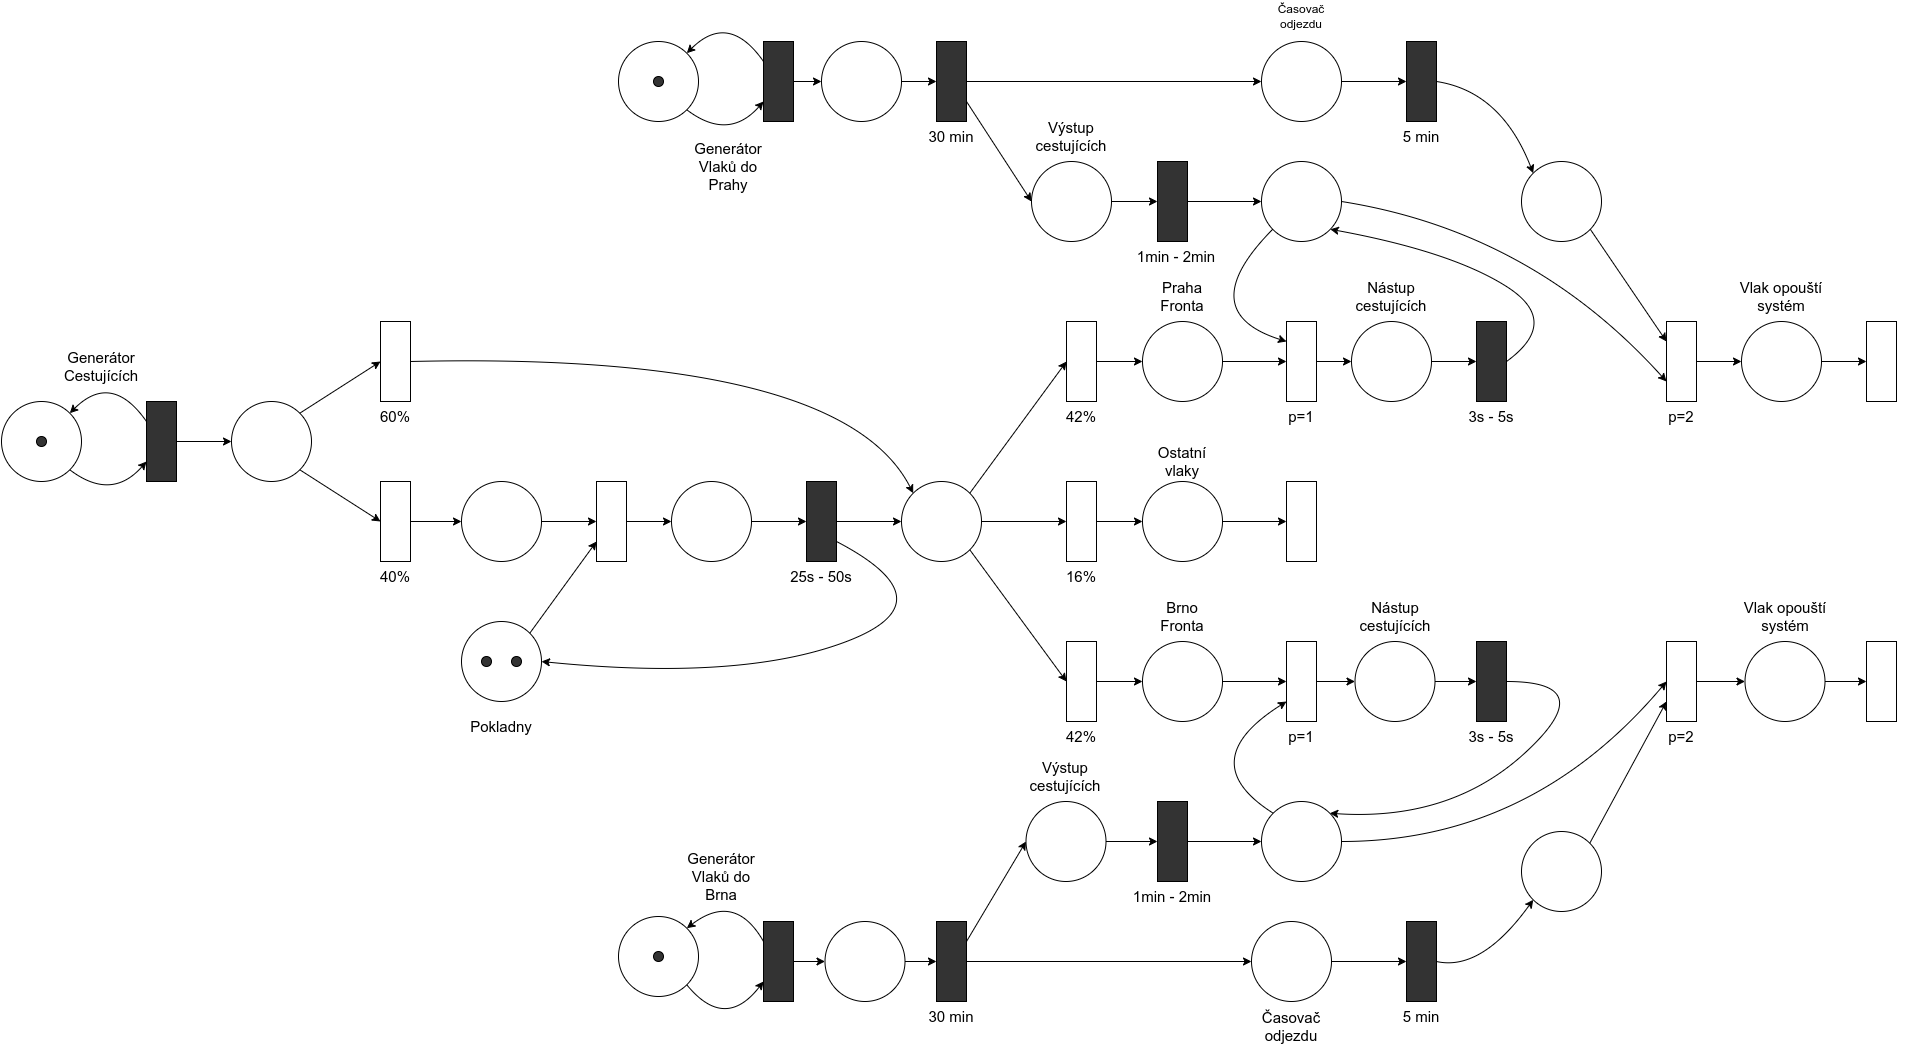 Časovač
odjezdu
30 min
5 min
Výstup
cestujících
Generátor
Vlaků do
Prahy
1min - 2min
Praha
Fronta
Nástup
cestujících
Vlak opouští
systém
Generátor
Cestujících
60%
42%
p=1
3s - 5s
p=2
Ostatní
vlaky
40%
25s - 50s
16%
Brno
Fronta
Nástup
cestujících
Vlak opouští
systém
Pokladny
42%
p=1
3s - 5s
p=2
Výstup
cestujících
Generátor
Vlaků do
Brna
1min - 2min
30 min
Časovač
odjezdu
5 min